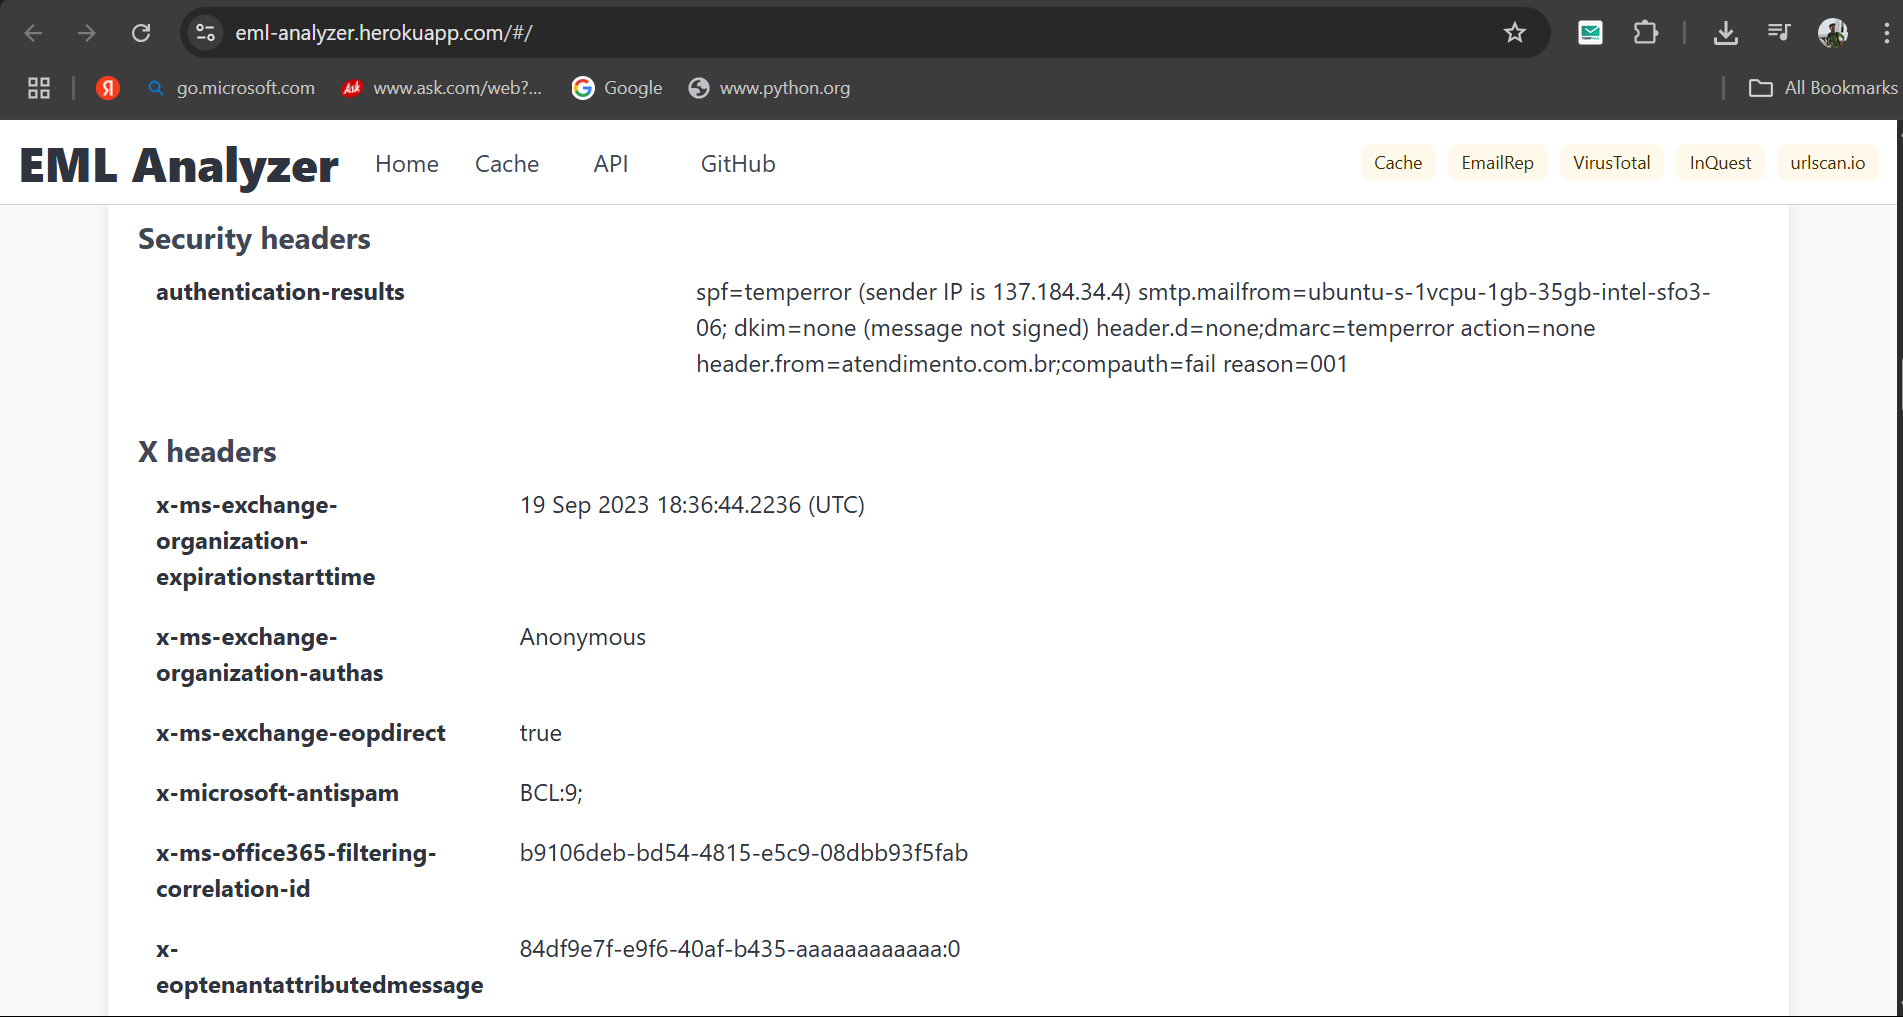 eml-analyzer.herokuapp.com/#/
Я
go.microsoft.com
Ask
www.ask.com/web?...
Google
www.python.org
All Bookmarks
EML Analyzer
Home
Cache
API
GitHub
Cache
EmailRep
VirusTotal
InQuest
urlscan.io
Security headers
authentication-results
spf=temperror (sender IP is 137.184.34.4) smtp.mailfrom=ubuntu-s-1vcpu-1gb-35gb-intel-sfo3-
06; dkim=none (message not signed) header.d=none;dmarc=temperror action=none
header.from=atendimento.com.br;compauth=fail reason=001
X headers
x-ms-exchange-
organization-
expirationstarttime
19 Sep 2023 18:36:44.2236 (UTC)
x-ms-exchange-
organization-authas
Anonymous
x-ms-exchange-eopdirect
true
x-microsoft-antispam
BCL:9;
x-ms-office365-filtering-
correlation-id
b9106deb-bd54-4815-e5c9-08dbb93f5fab
x-
eoptenantattributedmessage
84df9e7f-e9f6-40af-b435-aaaaaaaaaaaa:0